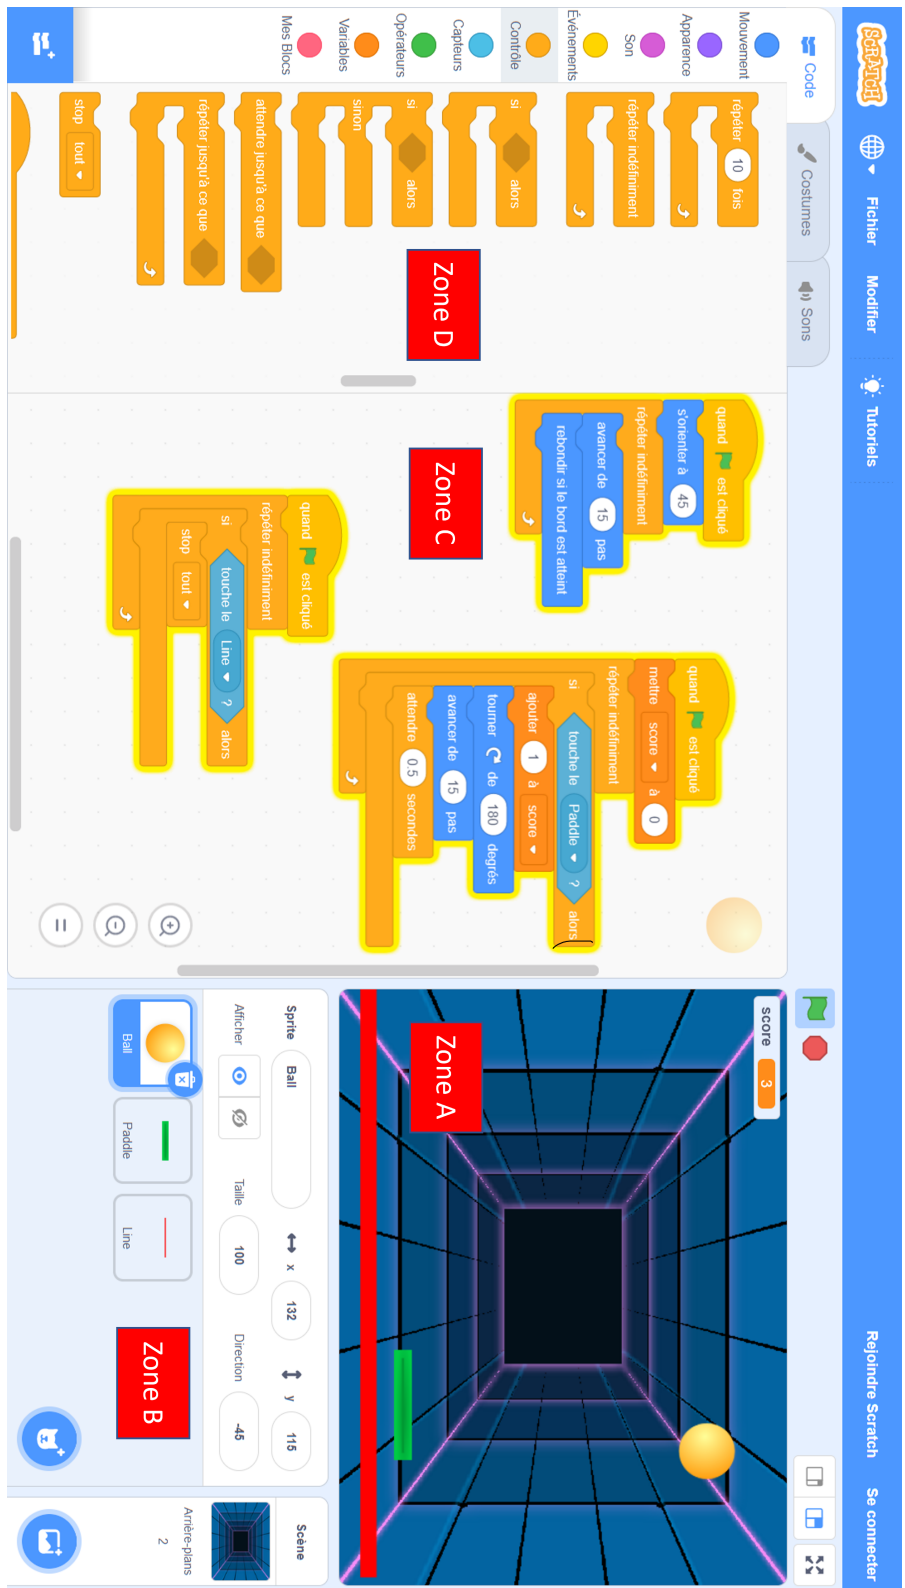 SCRATCH
Fichier
Modifier
Tutoriels
Rejoindre Scratch
Se connecter
Code
Costumes
Sons
Mouvement
Apparence
Son
Événements
Contrôle
Capteurs
Opérateurs
Variables
Mes Blocs
répéter 10 fois
répéter indéfiniment
si alors
si alors
sinon
attendre jusqu'à ce que
répéter jusqu'à ce que
stop tout
Zone D
quand est cliqué
s'orienter à 45
répéter indéfiniment
avancer de 15 pas
rebondir si le bord est atteint
Zone C
quand est cliqué
répéter indéfiniment
si touche le Line ? alors
stop tout
quand est cliqué
mettre score à 0
répéter indéfiniment
si touche le Paddle ? alors
ajouter 1 à score
tourner de 180 degrés
avancer de 15 pas
attendre 0.5 secondes
score 3
Zone A
Sprite Ball x 132 y 115
Afficher Taille 100 Direction -45
Ball
Paddle
Line
Zone B
Scène
Arrière-plans
2